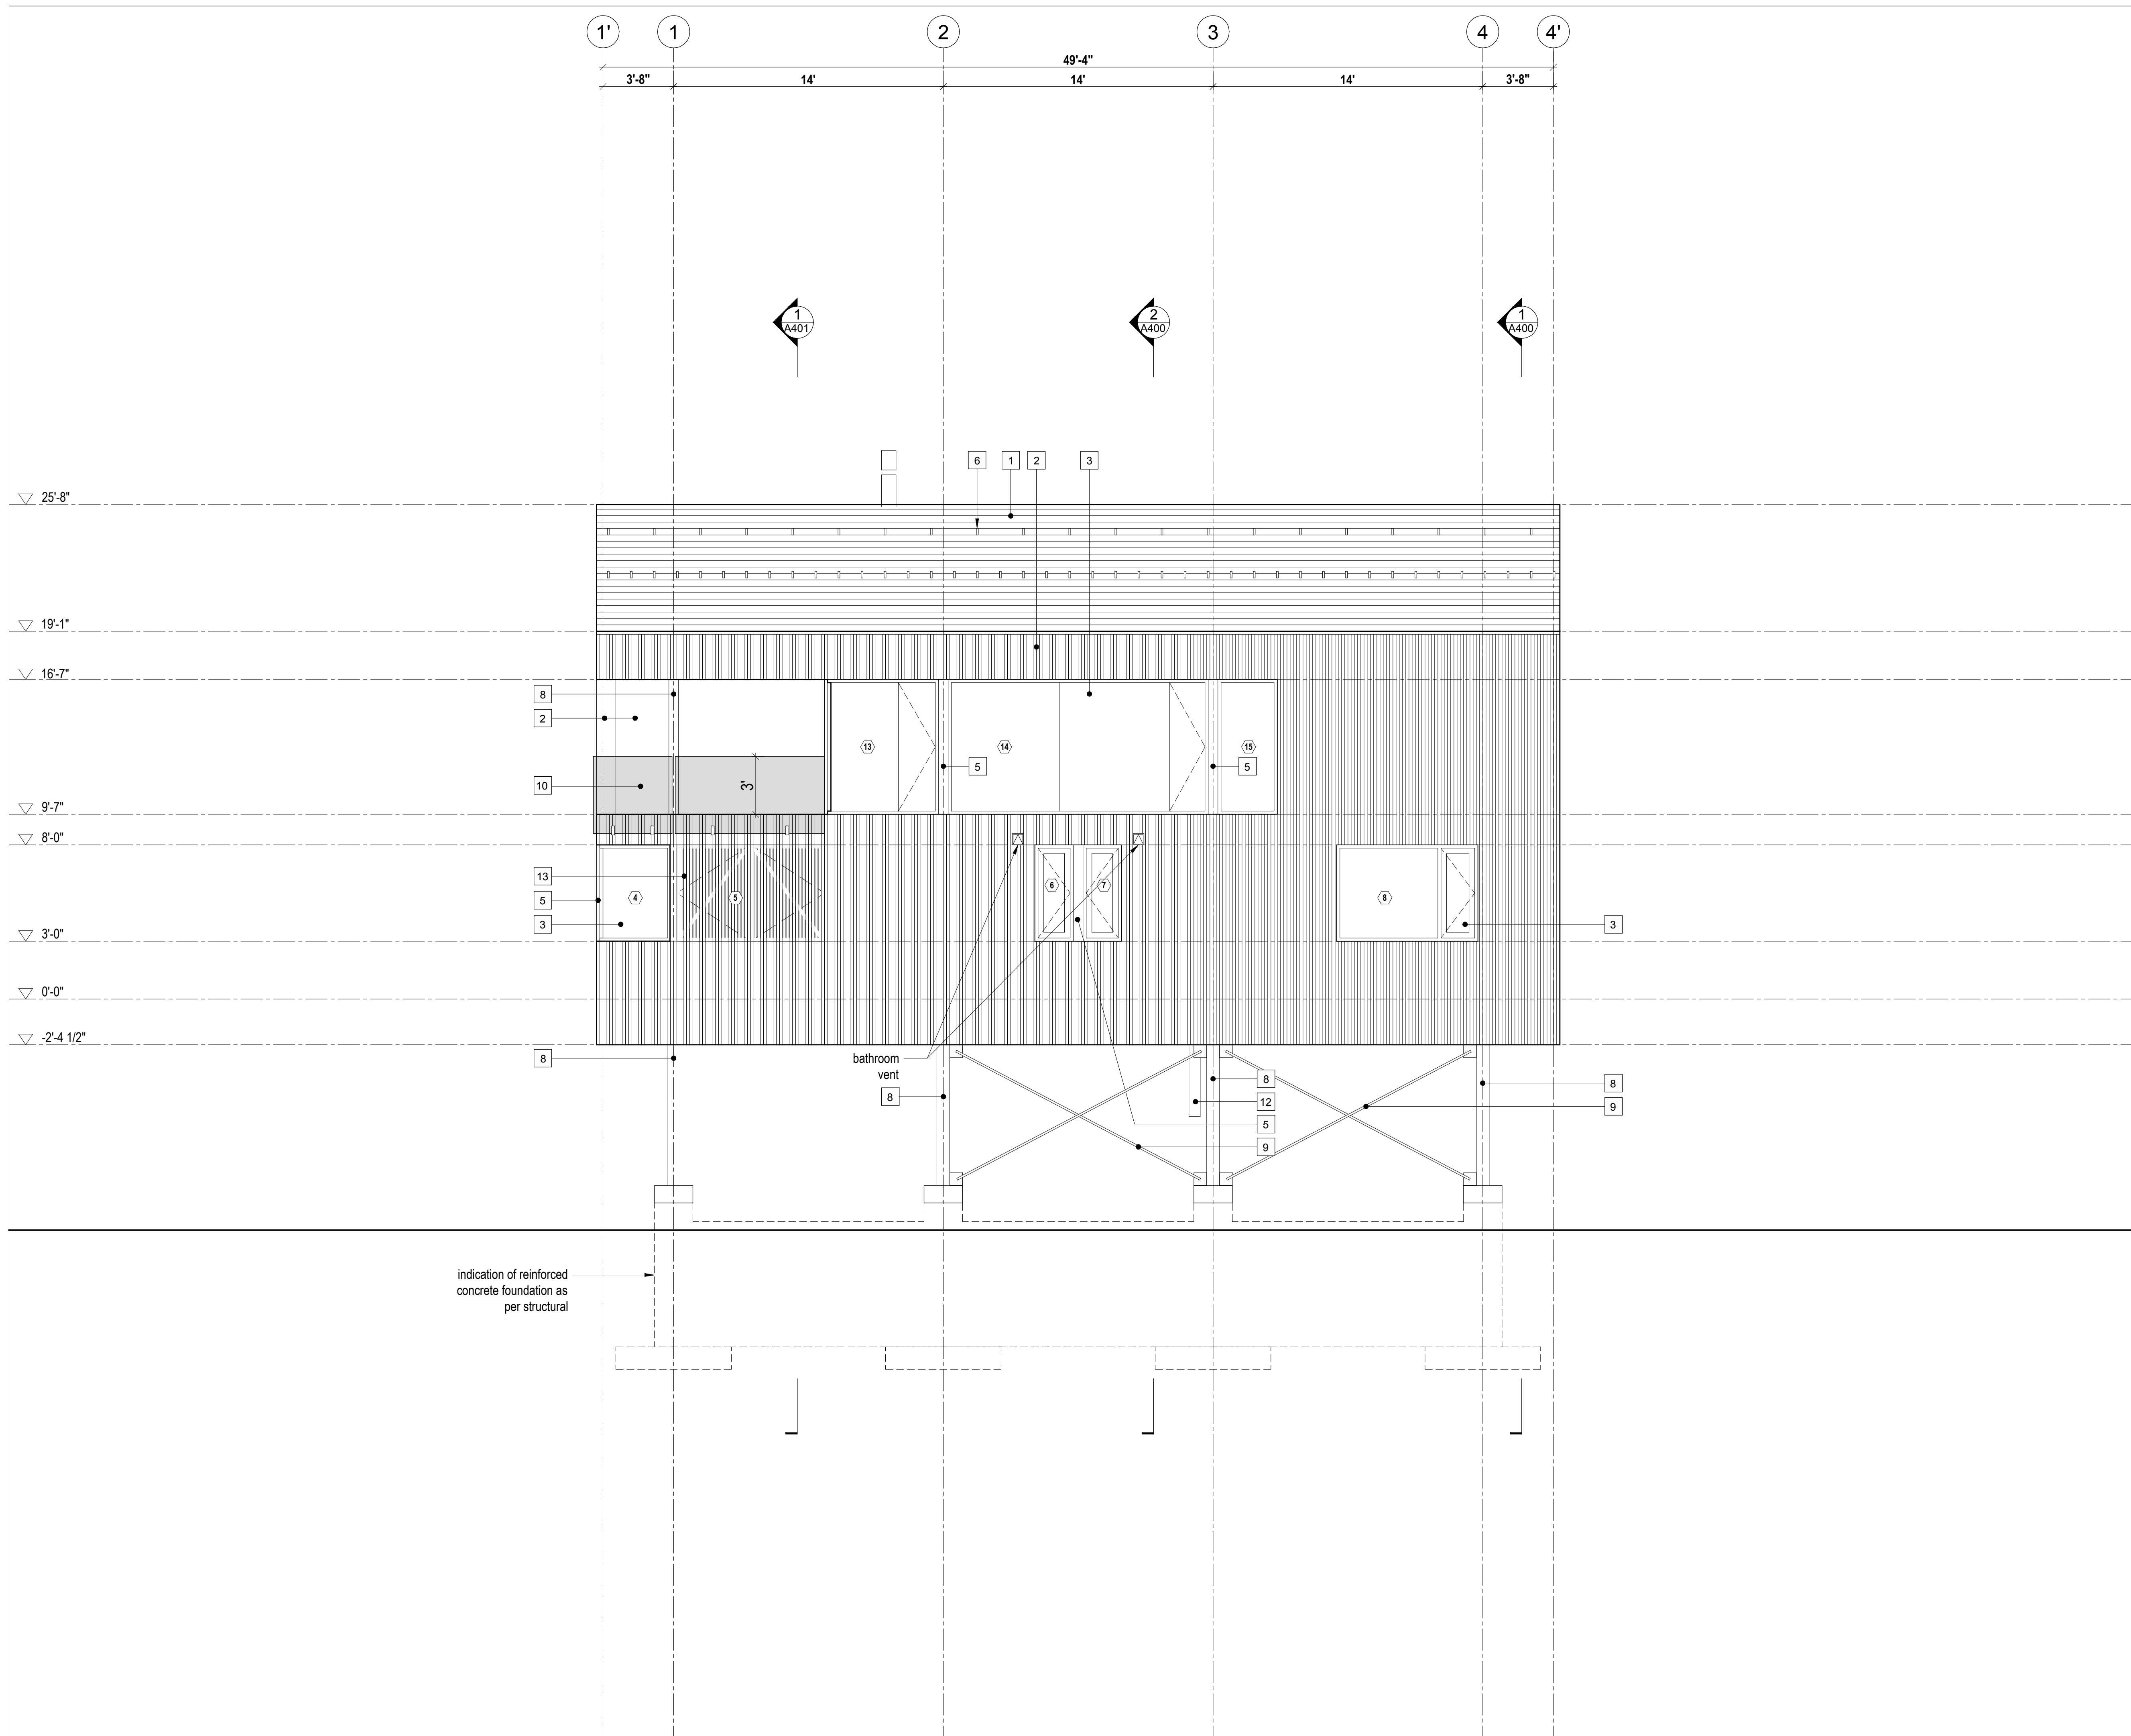 1' 1 2 3 4 4'
49'-4"
3'-8" 14' 14' 14' 3'-8"
1 2 1
A401 A400 A400
6 1 2 3
25'-8"
19'-1"
16'-7"
8
2
13 14 15
5 5
10 3'
9'-7"
8'-0"
13
6 7
5
4 5 8
3 3
3'-0"
0'-0"
-2'-4 1/2"
8
bathroom
vent
8
8
8
12
9
5
9
indication of reinforced
concrete foundation as
per structural